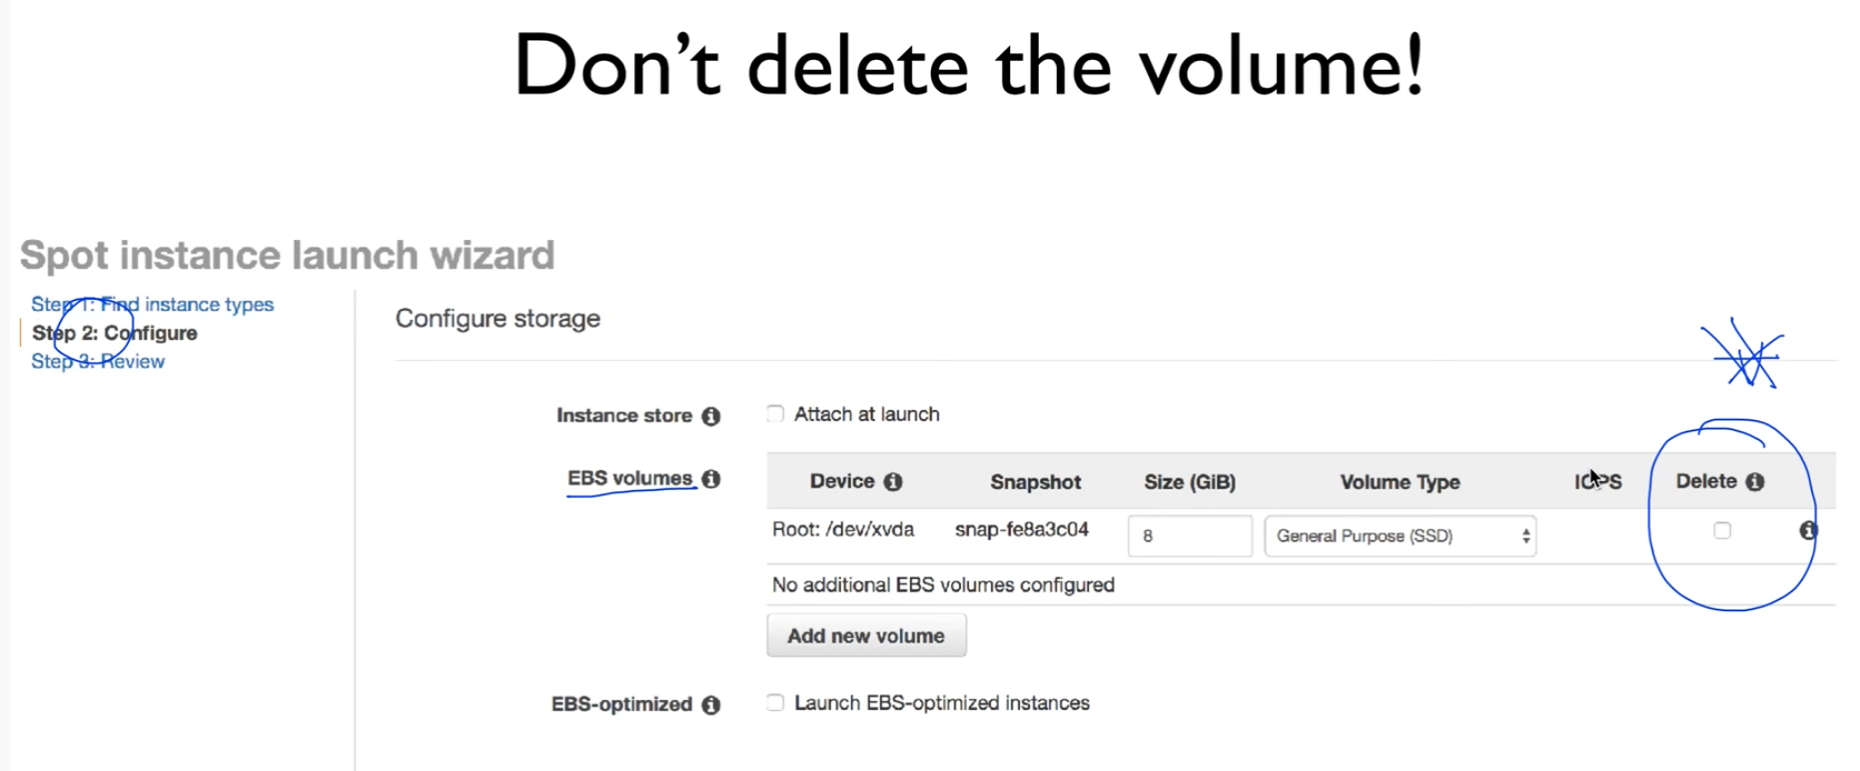 Don't delete the volume!
Spot instance launch wizard
Step 1: Find instance types
Step 2: Configure
Step 3: Review
Configure storage
Instance store Attach at launch
EBS volumes Device Snapshot Size (GiB) Volume Type IOPS Delete
Root: /dev/xvda snap-fe8a3c04 8 General Purpose (SSD)
No additional EBS volumes configured
Add new volume
EBS-optimized Launch EBS-optimized instances